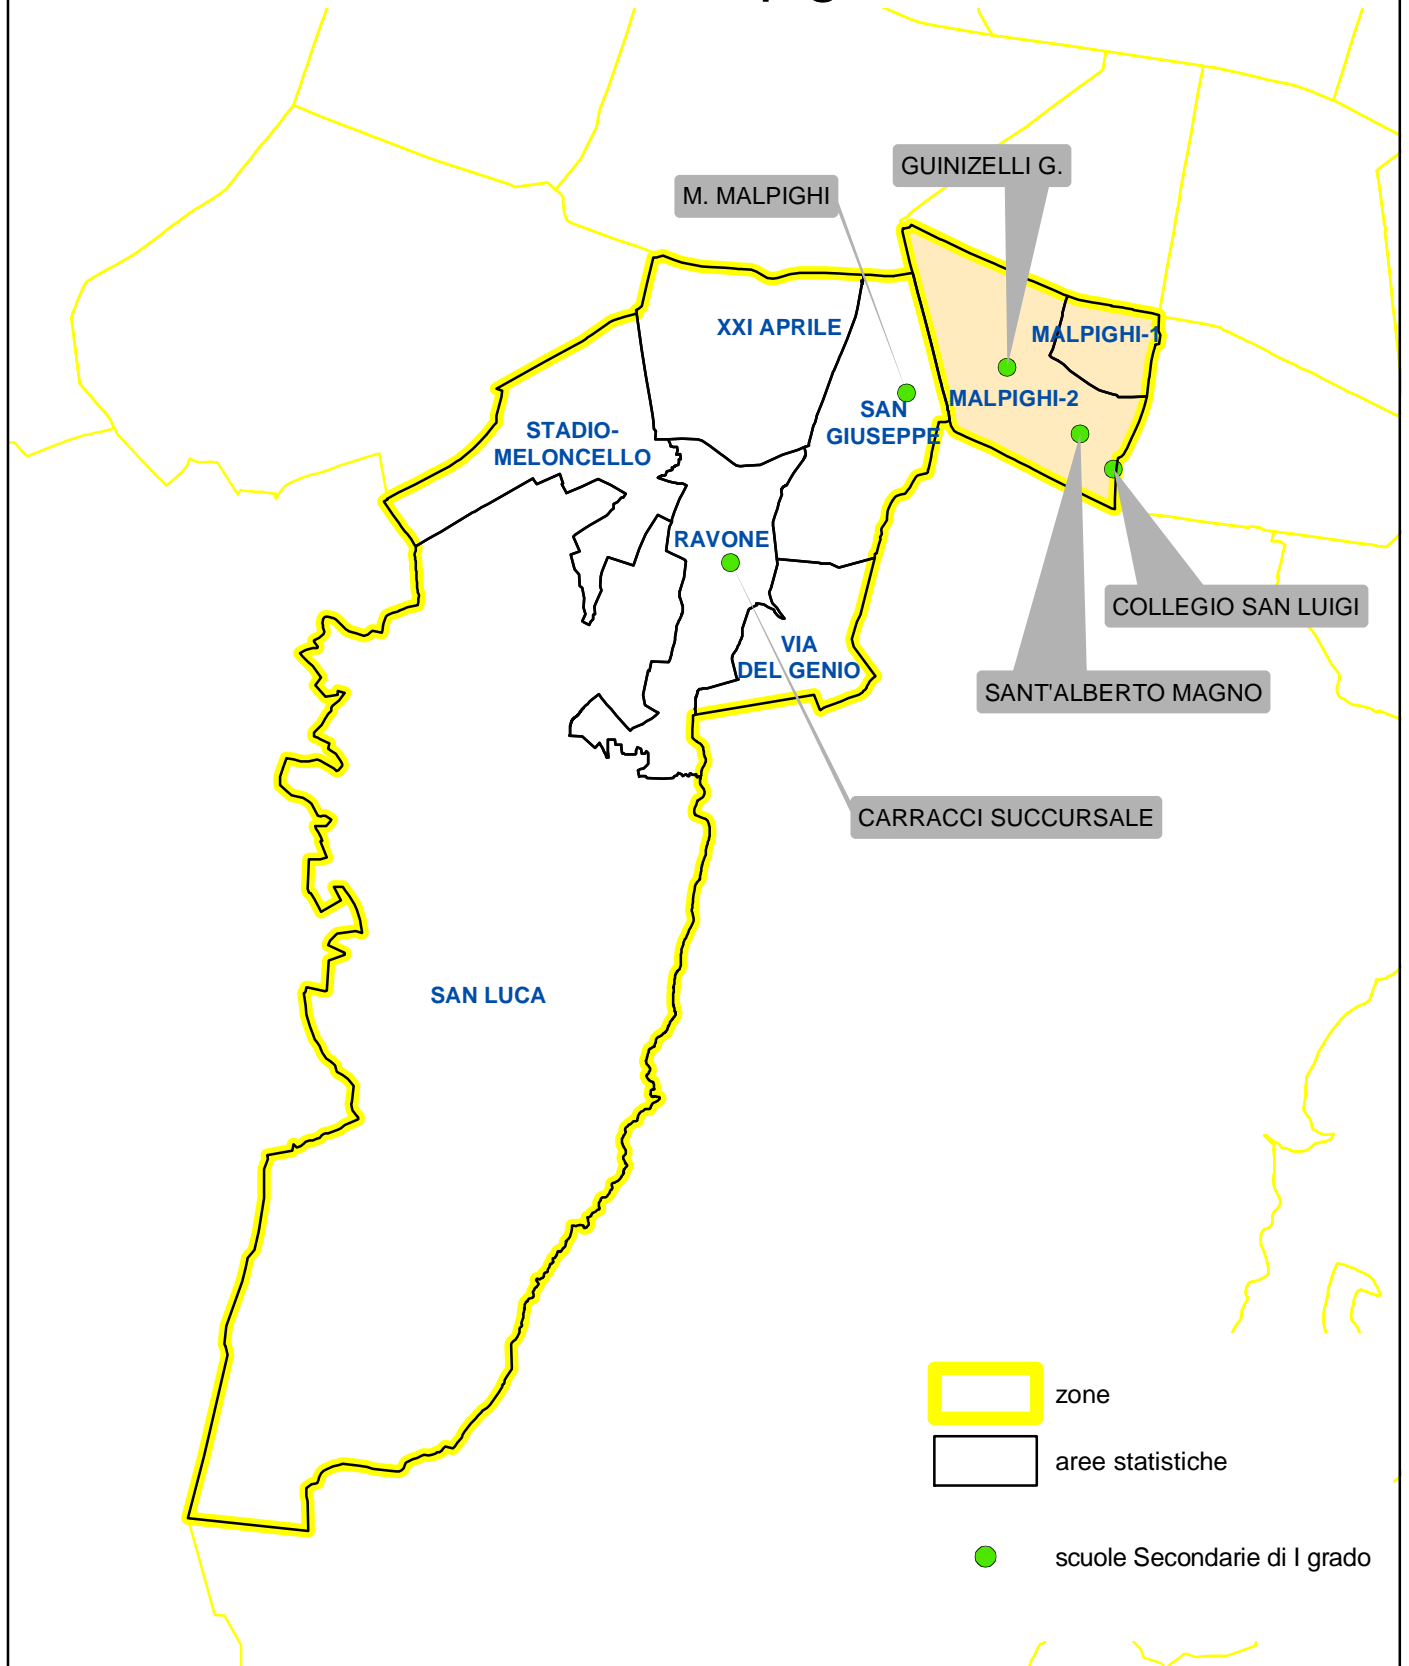 GUINIZELLI G.
M. MALPIGHI
XXI APRILE
MALPIGHI-1
MALPIGHI-2
SAN
GIUSEPPE
STADIO-
MELONCELLO
RAVONE
COLLEGIO SAN LUIGI
VIA
DEL GENIO
SANT'ALBERTO MAGNO
CARRACCI SUCCURSALE
SAN LUCA
zone
aree statistiche
scuole Secondarie di I grado